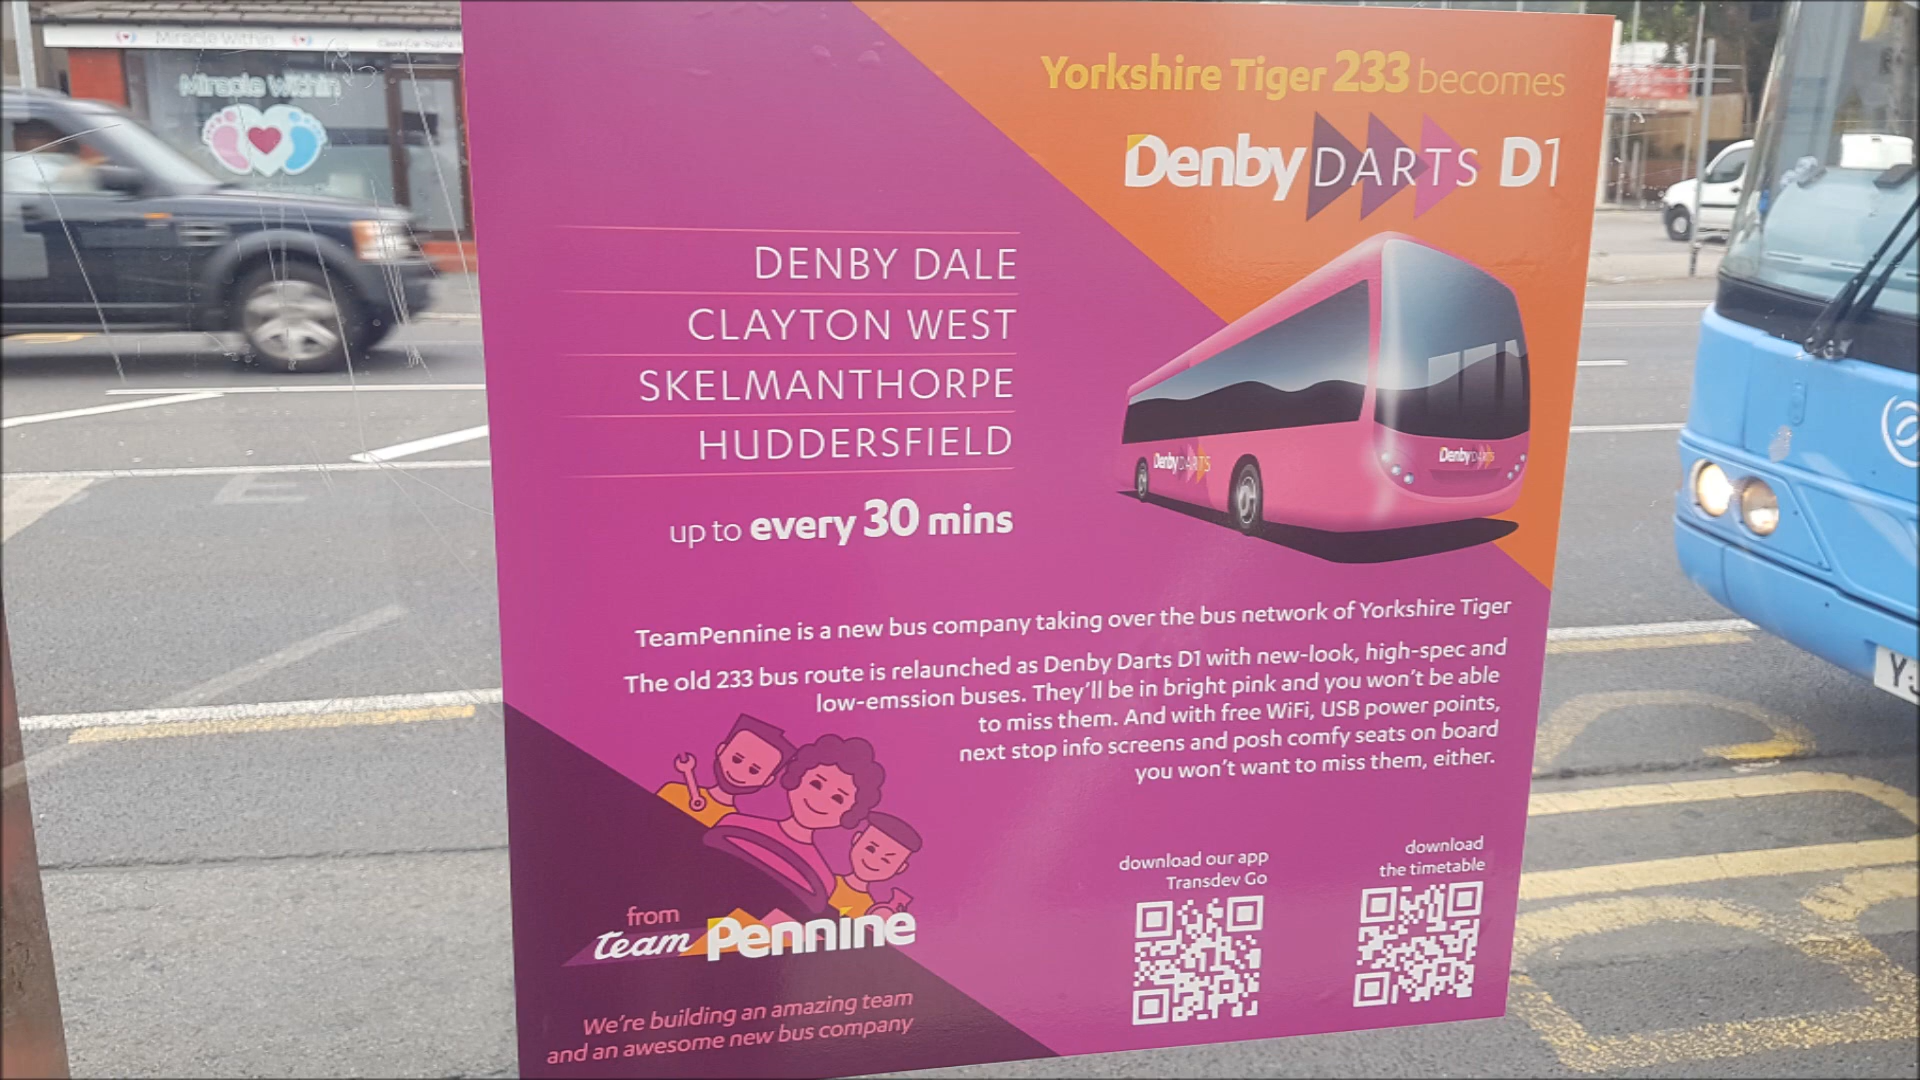 Miracle Within
Miracle Within
Yorkshire Tiger 233 becomes
Denby DARTS D1
DENBY DALE
CLAYTON WEST
SKELMANTHORPE
HUDDERSFIELD
up to every 30 mins
DenbyDARTS
DenbyDARTS
TeamPennine is a new bus company taking over the bus network of Yorkshire Tiger
The old 233 bus route is relaunched as Denby Darts D1 with new-look, high-spec and
low-emssion buses. They'll be in bright pink and you won't be able
to miss them. And with free WiFi, USB power points,
next stop info screens and posh comfy seats on board
you won't want to miss them, either.
download our app
Transdev Go
download
the timetable
from
team Pennine
We're building an amazing team
and an awesome new bus company